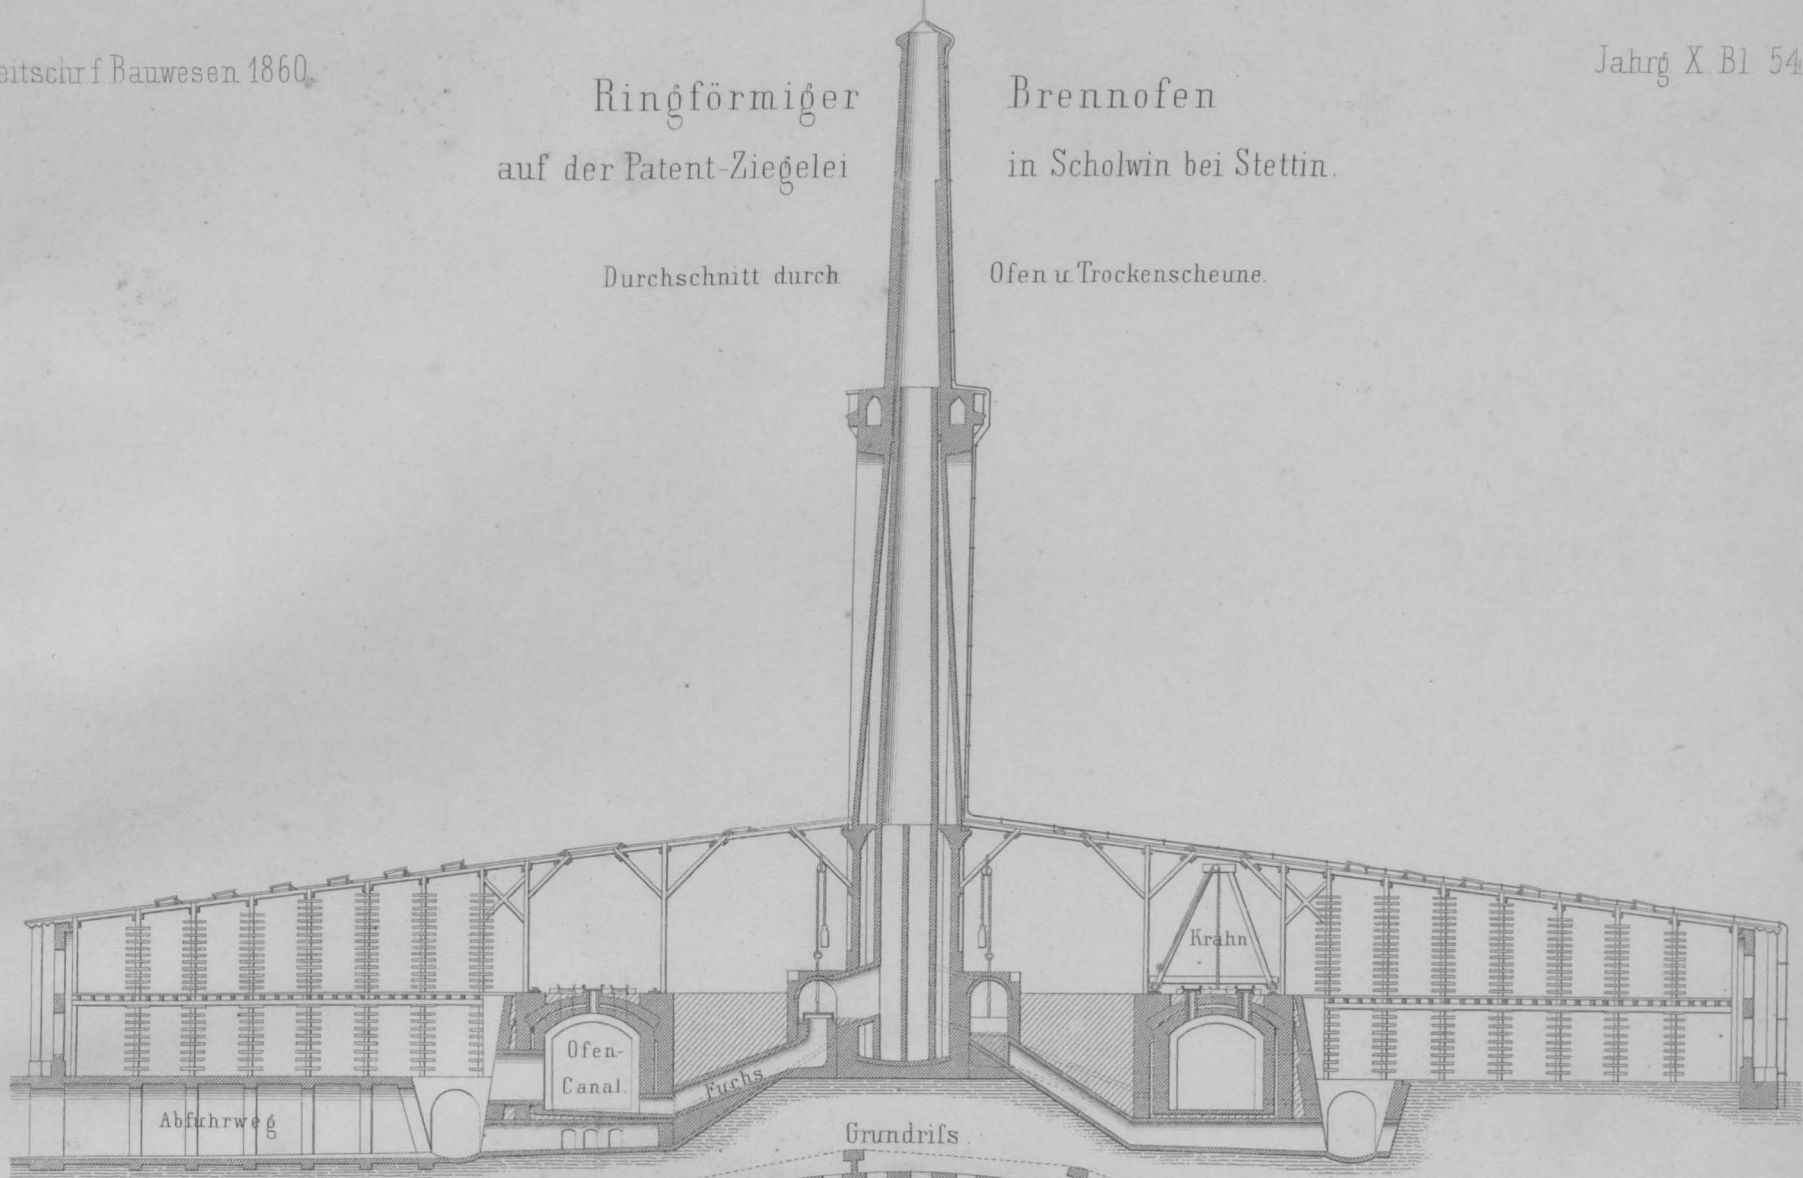 eitschr. f. Bauwesen 1860.
Jahrg. X. Bl. 54
Ringförmiger Brennofen
auf der Patent-Ziegelei in Scholwin bei Stettin.
Durchschnitt durch Ofen u. Trockenscheune.
Krahn
Ofen-
Canal.
Fuchs
Abfuhrweg
Grundriſs.